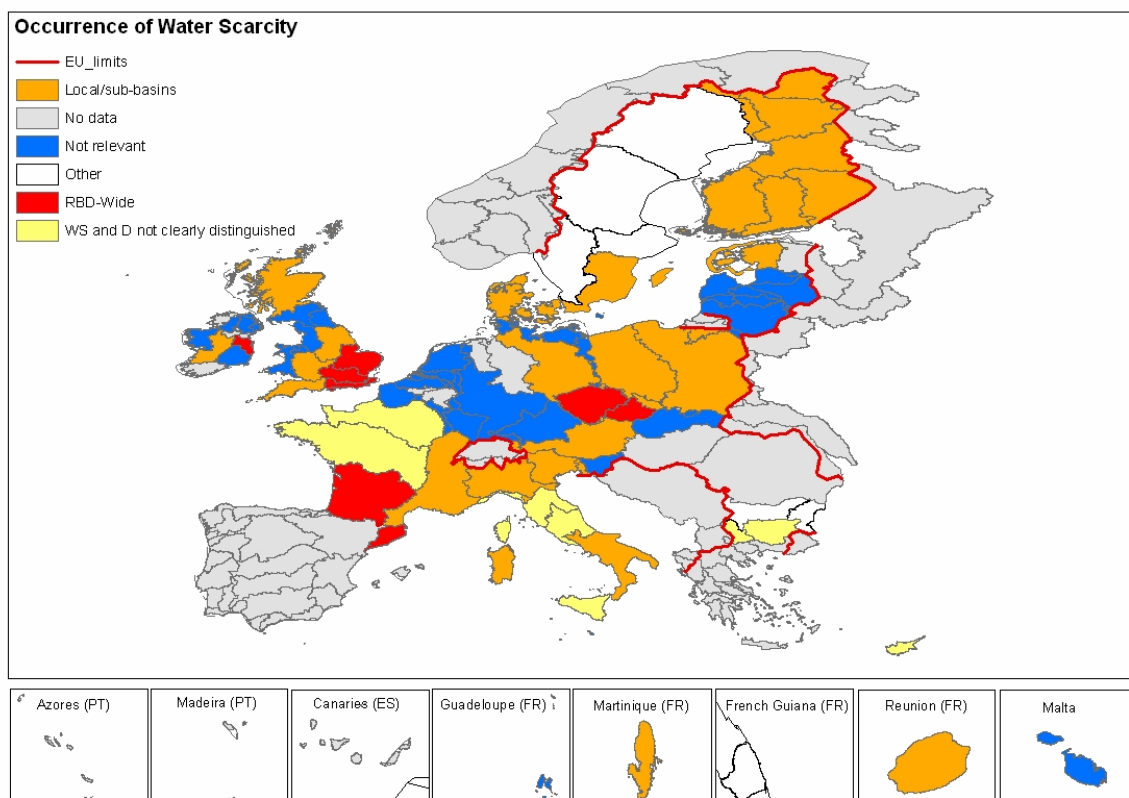 Occurrence of Water Scarcity
EU_limits
Local/sub-basins
No data
Not relevant
Other
RBD-Wide
WS and D not clearly distinguished
Azores (PT)
Madeira (PT)
Canaries (ES)
Guadeloupe (FR)
Martinique (FR)
French Guiana (FR)
Reunion (FR)
Malta